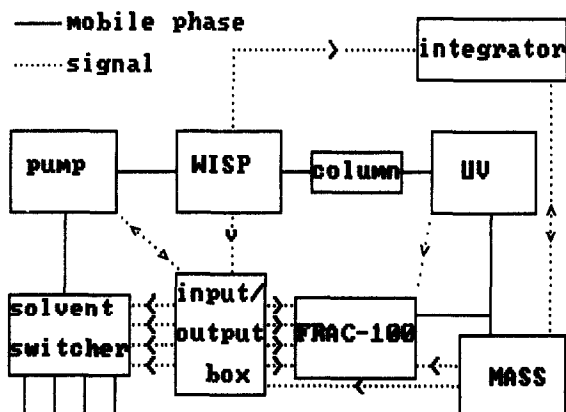 mobile phase
signal
integrator
pump
WISP
column
UV
solvent
switcher
input/
output
box
FRAC-100
MASS